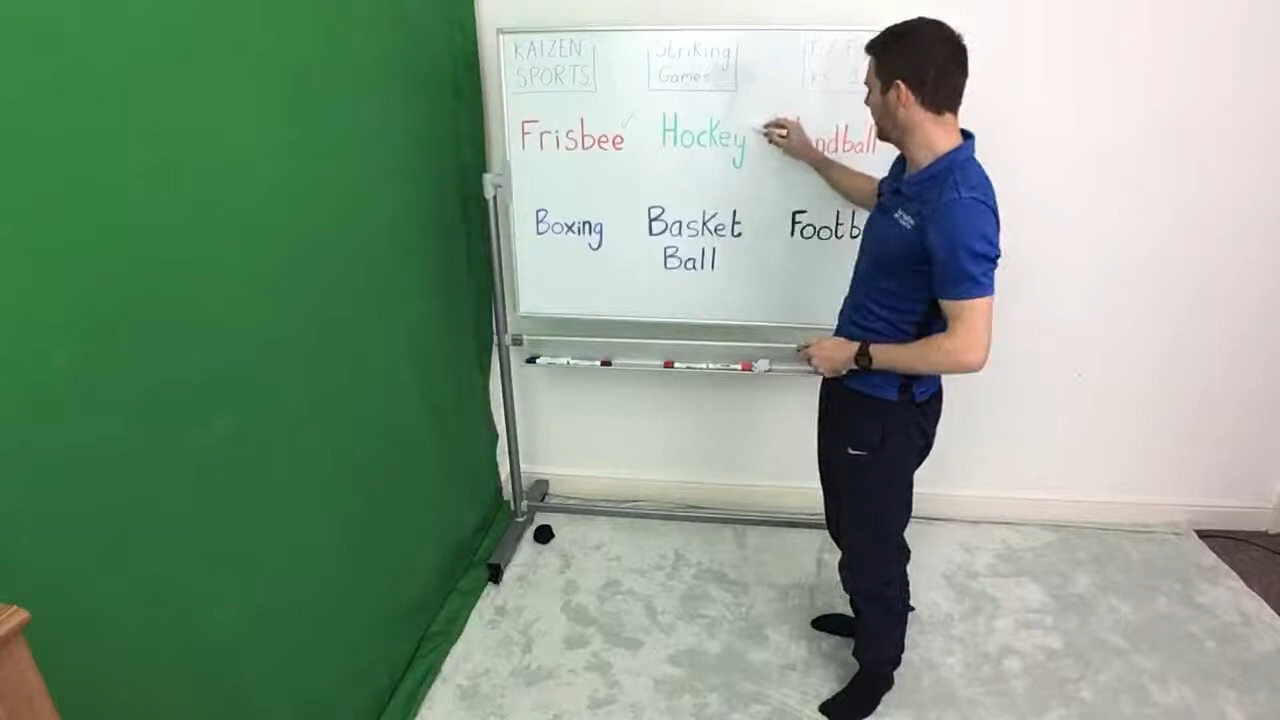 KAIZEN
SPORTS
Striking
Games
Frisbee
Hockey
Boxing
Basket
Ball